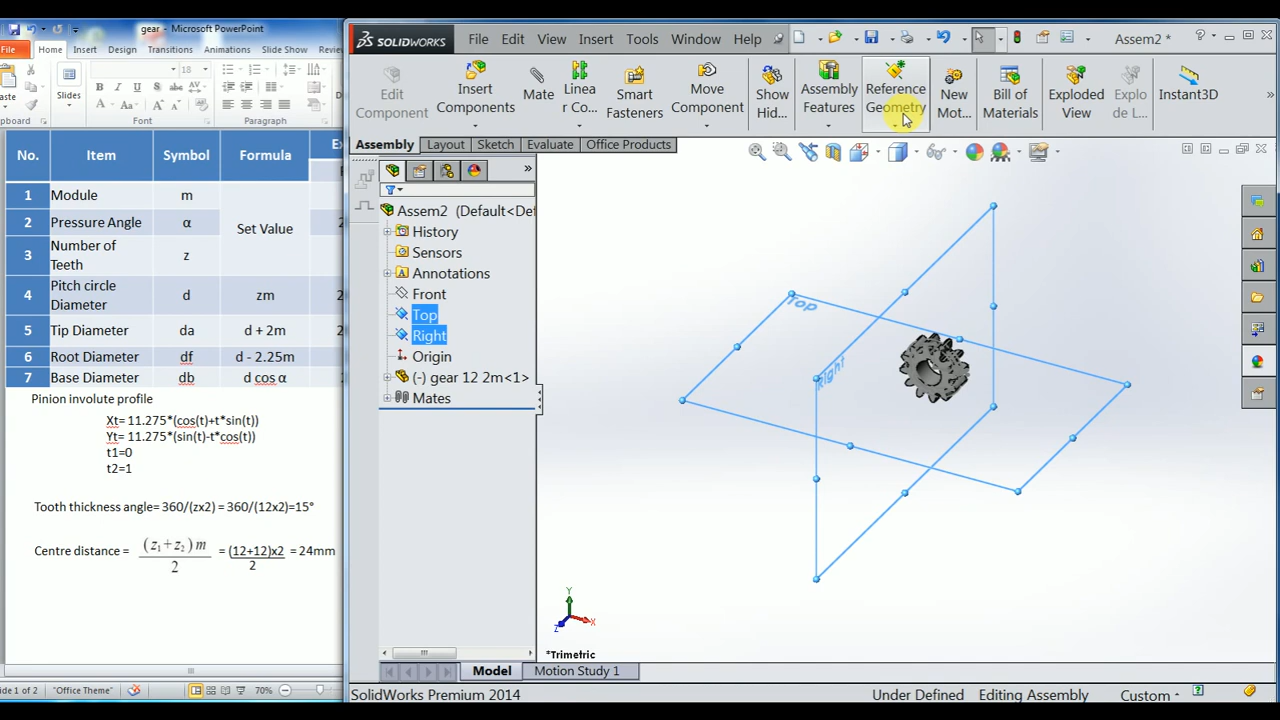 gear - Microsoft PowerPoint
File Home Insert Design Transitions Animations Slide Show
Slides
18
Clipboard Font Paragraph
No. Item Symbol Formula
1 Module m
Set Value
2 Pressure Angle α
3 Number of Teeth z
4 Pitch circle Diameter d zm
5 Tip Diameter da d + 2m
6 Root Diameter df d - 2.25m
7 Base Diameter db d cos α
Pinion involute profile
Xt= 11.275*(cos(t)+t*sin(t))
Yt= 11.275*(sin(t)-t*cos(t))
t1=0
t2=1
Tooth thickness angle= 360/(zx2) = 360/(12x2)=15°
Centre distance = (z1+z2) m / 2 = (12+12)x2 / 2 = 24mm
"Office Theme" 70%
SOLIDWORKS File Edit View Insert Tools Window Help Assem2 *
Edit Component
Insert Components
Mate
Linea r Co...
Smart Fasteners
Move Component
Show Hid...
Assembly Features
Reference Geometry
New Mot...
Bill of Materials
Exploded View
Explo de L...
Instant3D
Assembly Layout Sketch Evaluate Office Products
Assem2 (Default<Def
History
Sensors
Annotations
Front
Top
Right
Origin
(-) gear 12 2m<1>
Mates
Top
Right
Y
X
Z
*Trimetric
Model Motion Study 1
SolidWorks Premium 2014 Under Defined Editing Assembly Custom